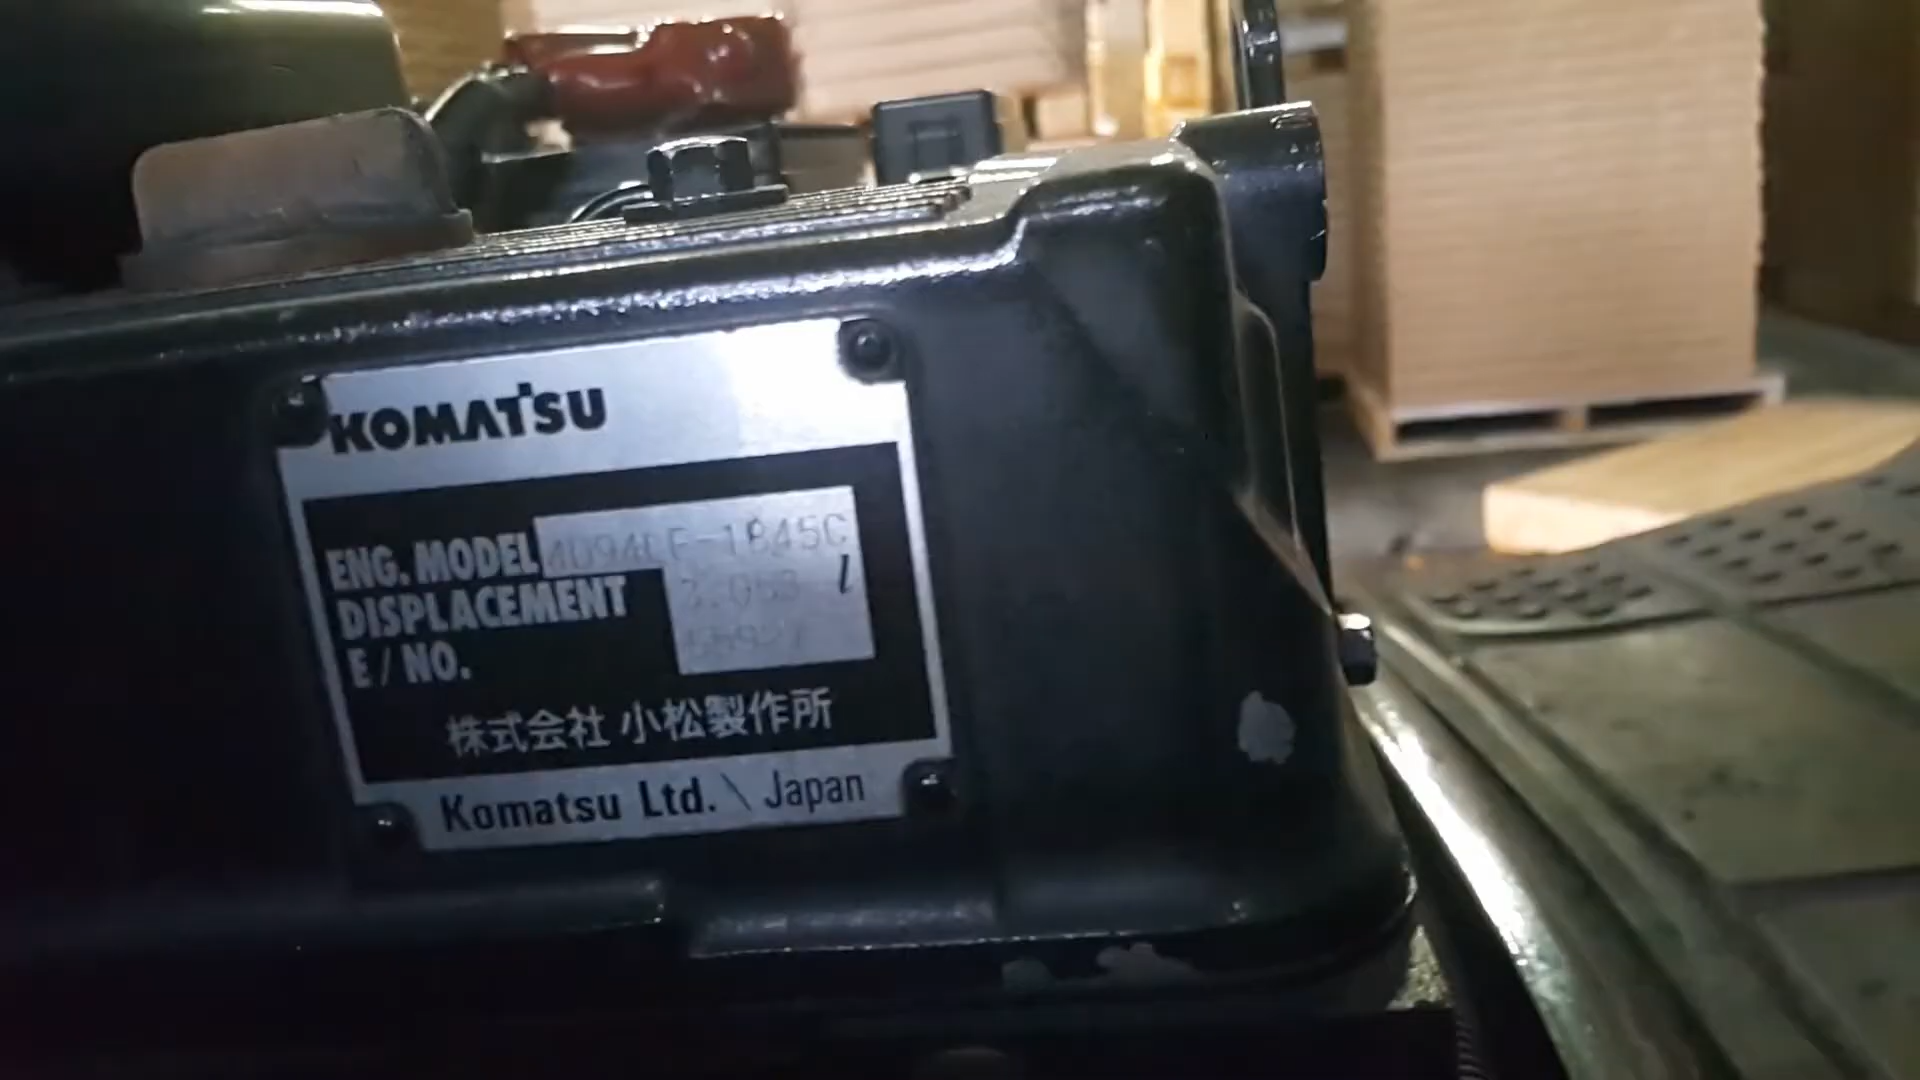 KOMATSU
ENG. MODEL
DISPLACEMENT l
E / NO.
株式会社 小松製作所
Komatsu Ltd. \ Japan